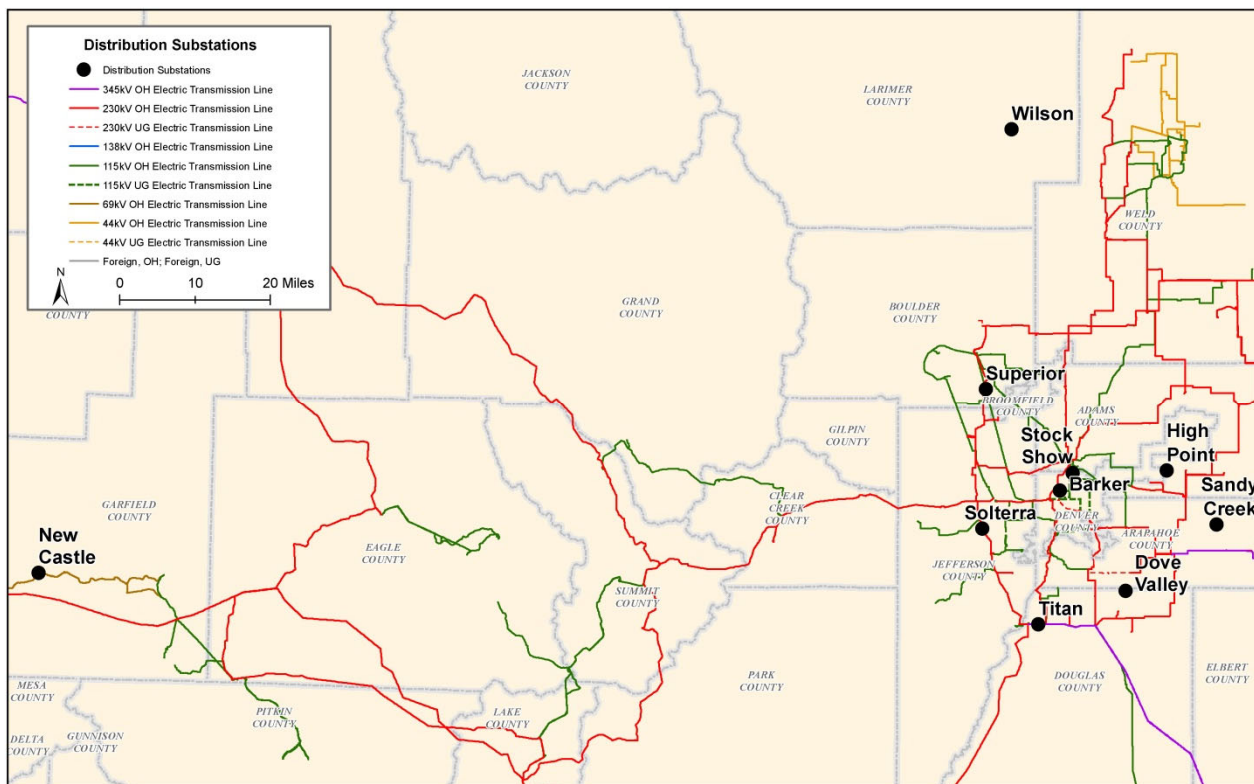 Distribution Substations
Distribution Substations
345kV OH Electric Transmission Line
230kV OH Electric Transmission Line
230kV UG Electric Transmission Line
138kV OH Electric Transmission Line
115kV OH Electric Transmission Line
115kV UG Electric Transmission Line
69kV OH Electric Transmission Line
44kV OH Electric Transmission Line
44kV UG Electric Transmission Line
Foreign, OH; Foreign, UG
N
0 10 20 Miles
COUNTY
JACKSON
COUNTY
LARIMER
COUNTY
Wilson
WELD
COUNTY
GRAND
COUNTY
BOULDER
COUNTY
Superior
BROOMFIELD
COUNTY
ADAMS
COUNTY
GILPIN
COUNTY
Stock
Show
High
Point
Barker
Sandy
Creek
CLEAR
CREEK
COUNTY
Solterra
DENVER
COUNTY
ARAPAHOE
COUNTY
GARFIELD
COUNTY
New
Castle
EAGLE
COUNTY
SUMMIT
COUNTY
JEFFERSON
COUNTY
Dove
Valley
Titan
MESA
COUNTY
PITKIN
COUNTY
LAKE
COUNTY
PARK
COUNTY
DOUGLAS
COUNTY
ELBERT
COUNTY
DELTA
COUNTY
GUNNISON
COUNTY